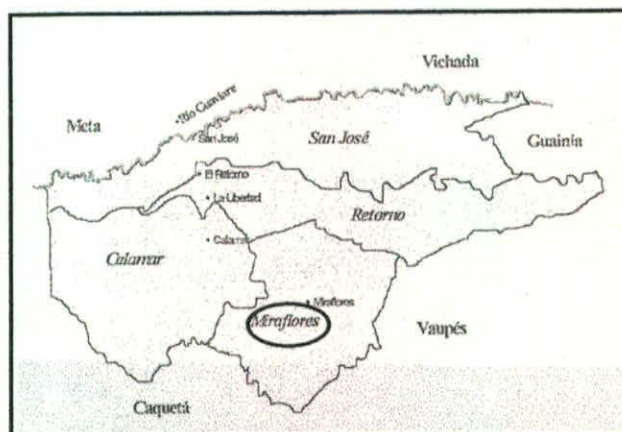 Vichada
Meta
Río Guaviare
San José
San José
Guainía
El Retorno
La Libertad
Retorno
Calamar
Calamar
Miraflores
Miraflores
Vaupés
Caquetá